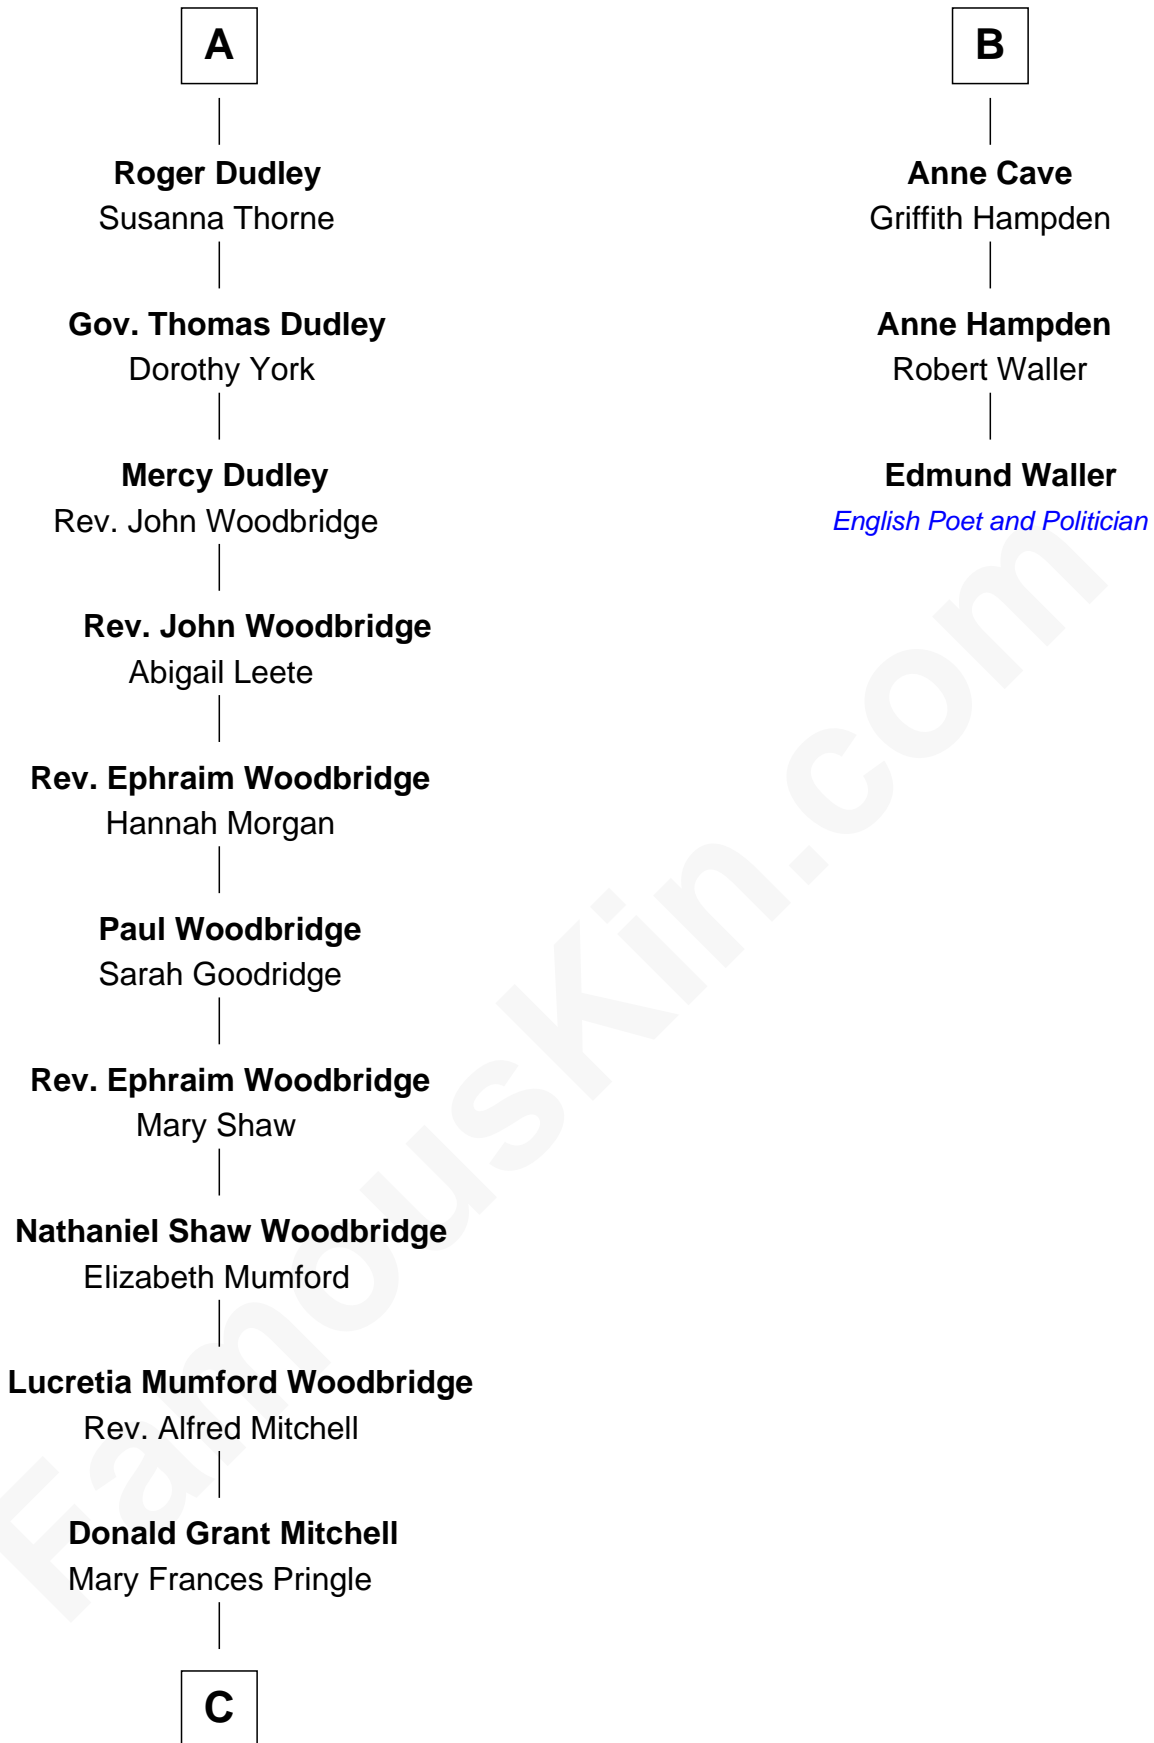 A
B
Roger Dudley
Susanna Thorne
Anne Cave
Griffith Hampden
Gov. Thomas Dudley
Dorothy York
Anne Hampden
Robert Waller
Mercy Dudley
Rev. John Woodbridge
Edmund Waller
English Poet and Politician
Rev. John Woodbridge
Abigail Leete
Rev. Ephraim Woodbridge
Hannah Morgan
Paul Woodbridge
Sarah Goodridge
Rev. Ephraim Woodbridge
Mary Shaw
Nathaniel Shaw Woodbridge
Elizabeth Mumford
Lucretia Mumford Woodbridge
Rev. Alfred Mitchell
Donald Grant Mitchell
Mary Frances Pringle
C
FamousKin.com